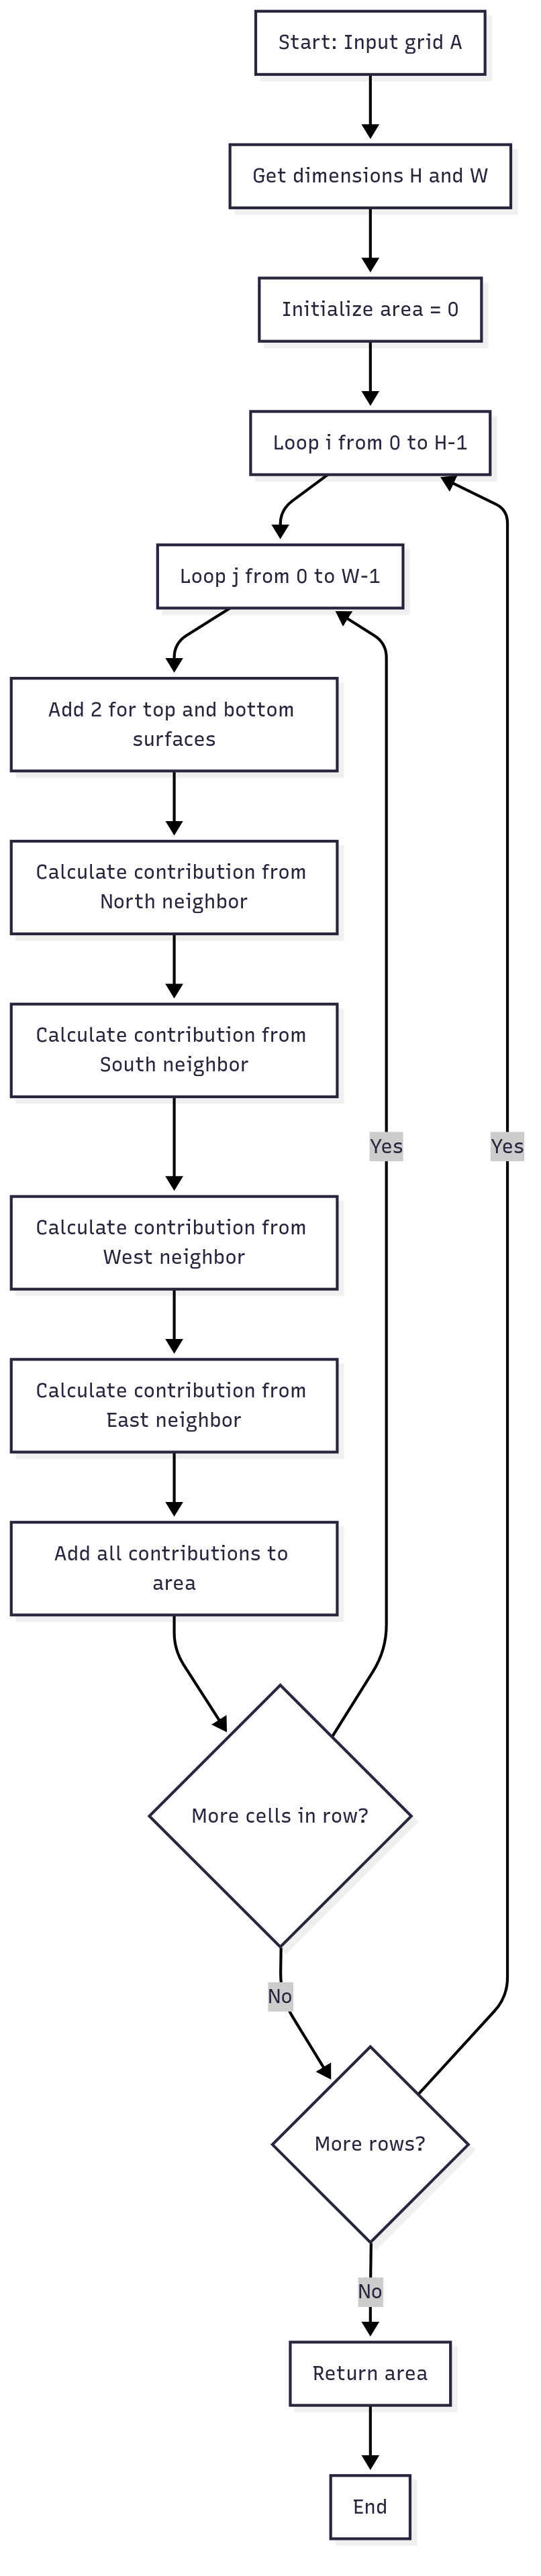 Start: Input grid A
Get dimensions H and W
Initialize area = 0
Loop i from 0 to H-1
Loop j from 0 to W-1
Add 2 for top and bottom
surfaces
Calculate contribution from
North neighbor
Calculate contribution from
South neighbor
Yes
Yes
Calculate contribution from
West neighbor
Calculate contribution from
East neighbor
Add all contributions to
area
More cells in row?
No
More rows?
No
Return area
End